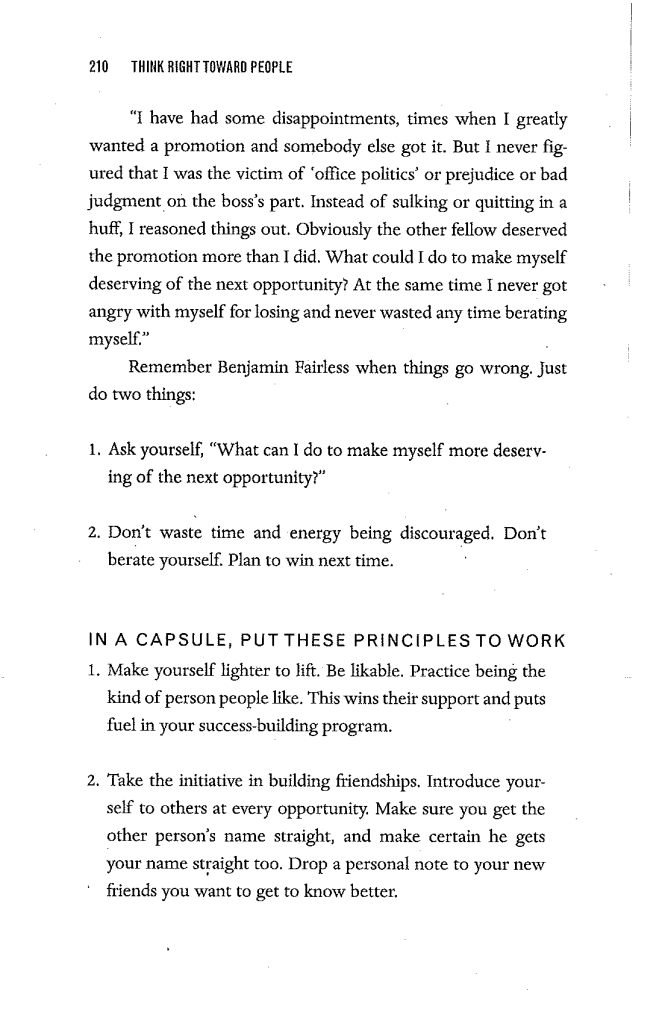 210 THINK RIGHT TOWARD PEOPLE
“I have had some disappointments, times when I greatly
wanted a promotion and somebody else got it. But I never fig-
ured that I was the victim of ‘office politics’ or prejudice or bad
judgment on the boss’s part. Instead of sulking or quitting in a
huff, I reasoned things out. Obviously the other fellow deserved
the promotion more than I did. What could I do to make myself
deserving of the next opportunity? At the same time I never got
angry with myself for losing and never wasted any time berating
myself.”
Remember Benjamin Fairless when things go wrong. Just
do two things:
1. Ask yourself, “What can I do to make myself more deserv-
ing of the next opportunity?”
2. Don’t waste time and energy being discouraged. Don’t
berate yourself. Plan to win next time.
IN A CAPSULE, PUT THESE PRINCIPLES TO WORK
1. Make yourself lighter to lift. Be likable. Practice being the
kind of person people like. This wins their support and puts
fuel in your success-building program.
2. Take the initiative in building friendships. Introduce your-
self to others at every opportunity. Make sure you get the
other person’s name straight, and make certain he gets
your name straight too. Drop a personal note to your new
friends you want to get to know better.